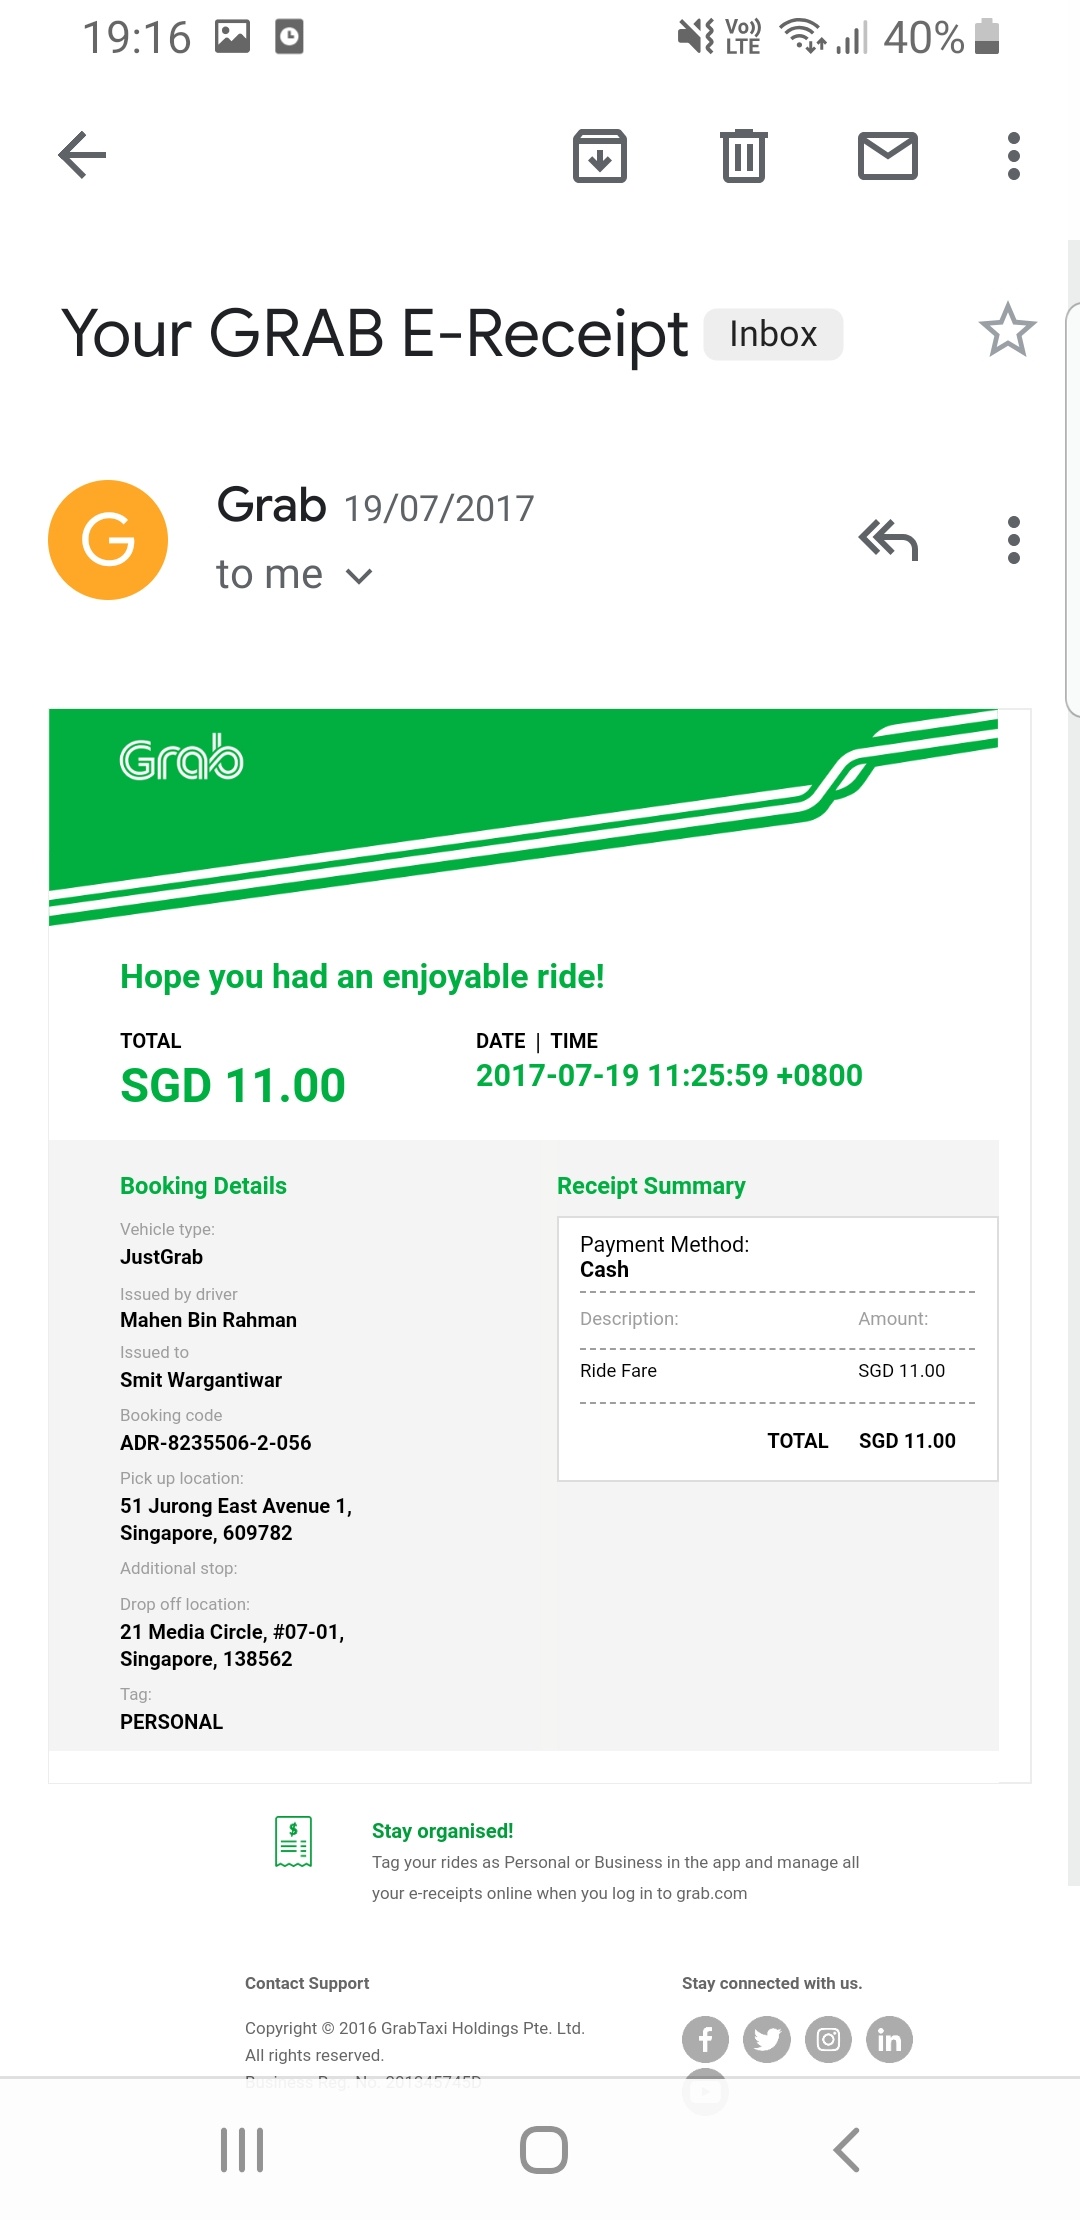 19:16 Vo)) LTE 40%
Your GRAB E-Receipt Inbox
G
Grab 19/07/2017
to me
Grab
Hope you had an enjoyable ride!
TOTAL DATE | TIME
SGD 11.00 2017-07-19 11:25:59 +0800
Booking Details
Vehicle type:
JustGrab
Issued by driver
Mahen Bin Rahman
Issued to
Smit Wargantiwar
Booking code
ADR-8235506-2-056
Pick up location:
51 Jurong East Avenue 1,
Singapore, 609782
Additional stop:
Drop off location:
21 Media Circle, #07-01,
Singapore, 138562
Tag:
PERSONAL
Receipt Summary
Payment Method:
Cash
Description: Amount:
Ride Fare SGD 11.00
TOTAL SGD 11.00
$
Stay organised!
Tag your rides as Personal or Business in the app and manage all
your e-receipts online when you log in to grab.com
Contact Support
Copyright © 2016 GrabTaxi Holdings Pte. Ltd.
All rights reserved.
Business Reg. No.
Stay connected with us.
f in